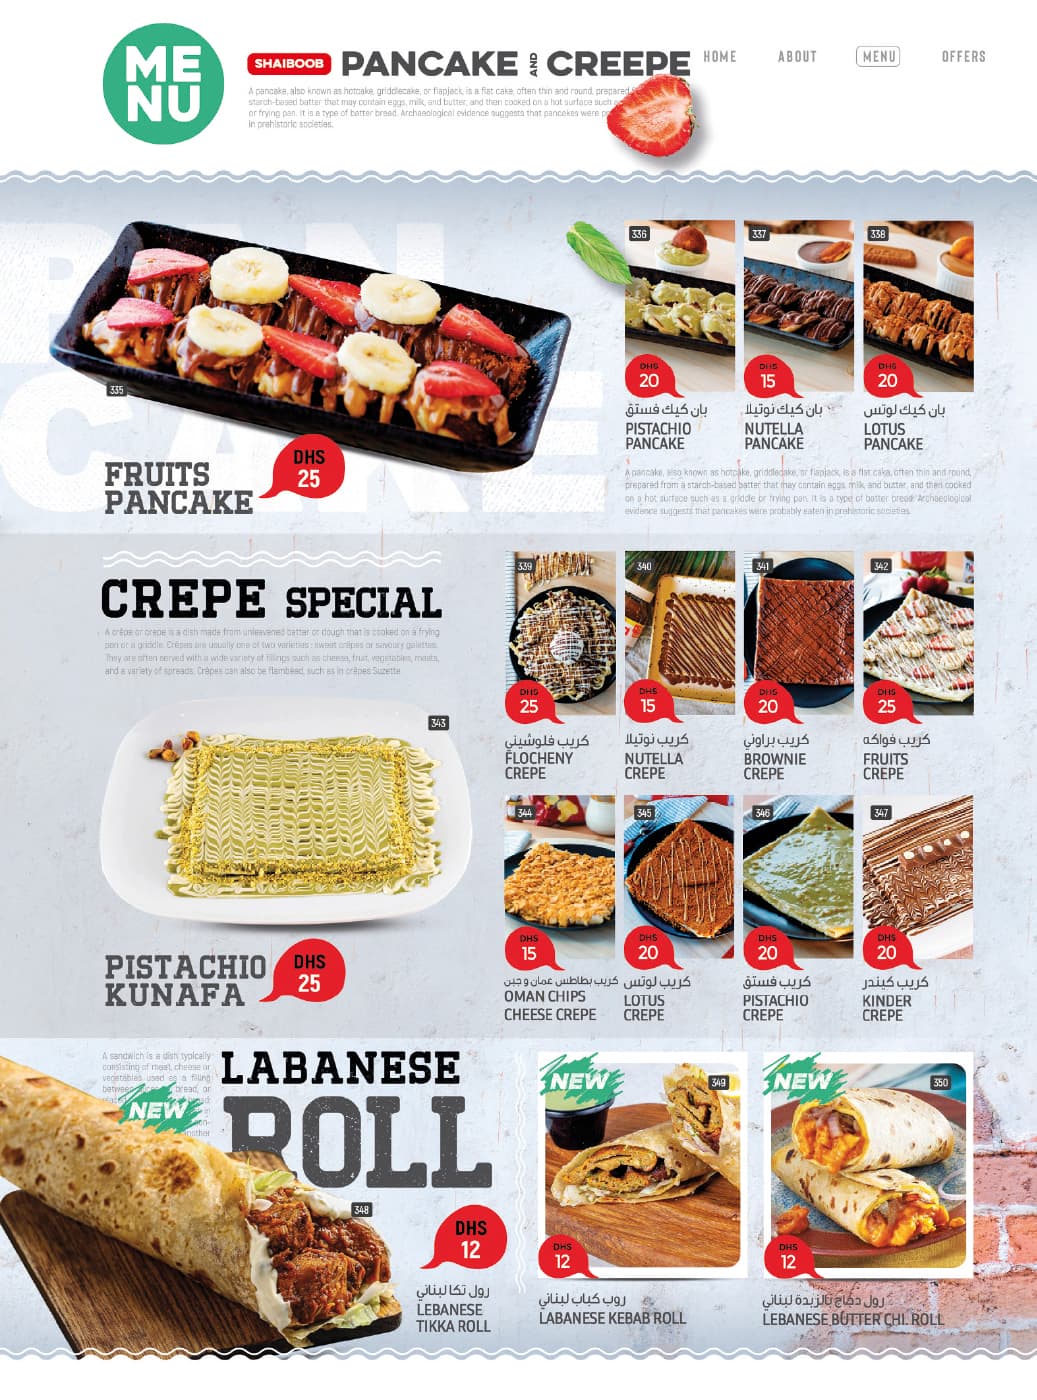 ME
NU
SHAIBOOB PANCAKE AND CREEPE
HOME ABOUT MENU OFFERS
A pancake, also known as hotcake, griddlecake, or flapjack, is a flat cake, often thin and round, prepared
starch-based batter that may contain eggs, milk, and butter, and then cooked on a hot surface such
or frying pan. It is a type of batter bread. Archaeological evidence suggests that pancakes were
in prehistoric societies.
PAN
CAKE
335
FRUITS
PANCAKE
DHS
25
336
DHS
20
بان كيك فستق
PISTACHIO
PANCAKE
337
DHS
15
بان كيك نوتيلا
NUTELLA
PANCAKE
338
DHS
20
بان كيك لوتس
LOTUS
PANCAKE
A pancake, also known as hotcake, griddlecake, or flapjack, is a flat cake, often thin and round,
prepared from a starch-based batter that may contain eggs, milk, and butter, and then cooked
on a hot surface such as a griddle or frying pan. It is a type of batter bread. Archaeological
evidence suggests that pancakes were probably eaten in prehistoric societies.
CREPE SPECIAL
A crêpe or crepe is a dish made from unleavened batter or dough that is cooked on a frying
pan or a griddle. Crêpes are usually one of two varieties: sweet crêpes or savoury galettes.
They are often served with a wide variety of fillings such as cheese, fruit, vegetables, meats,
and a variety of spreads. Crêpes can also be flambéed, such as in crêpes Suzette.
343
PISTACHIO
KUNAFA
DHS
25
339
DHS
25
كريب فلوشيني
FLOCHENY
CREPE
340
DHS
15
كريب نوتيلا
NUTELLA
CREPE
341
DHS
20
كريب براوني
BROWNIE
CREPE
342
DHS
25
كريب فواكه
FRUITS
CREPE
344
DHS
15
كريب بطاطس عمان و جبن
OMAN CHIPS
CHEESE CREPE
345
DHS
20
كريب لوتس
LOTUS
CREPE
346
DHS
20
كريب فستق
PISTACHIO
CREPE
347
DHS
20
كريب كيندر
KINDER
CREPE
A sandwich is a dish typically
consisting of meat, cheese or
vegetables used as a filling
between bread, or
in
another
NEW
LABANESE
ROLL
348
DHS
12
رول تكا لبناني
LEBANESE
TIKKA ROLL
NEW
349
DHS
12
روب كباب لبناني
LABANESE KEBAB ROLL
NEW
350
DHS
12
رول دجاج بالزبدة لبناني
LEBANESE BUTTER CHI. ROLL